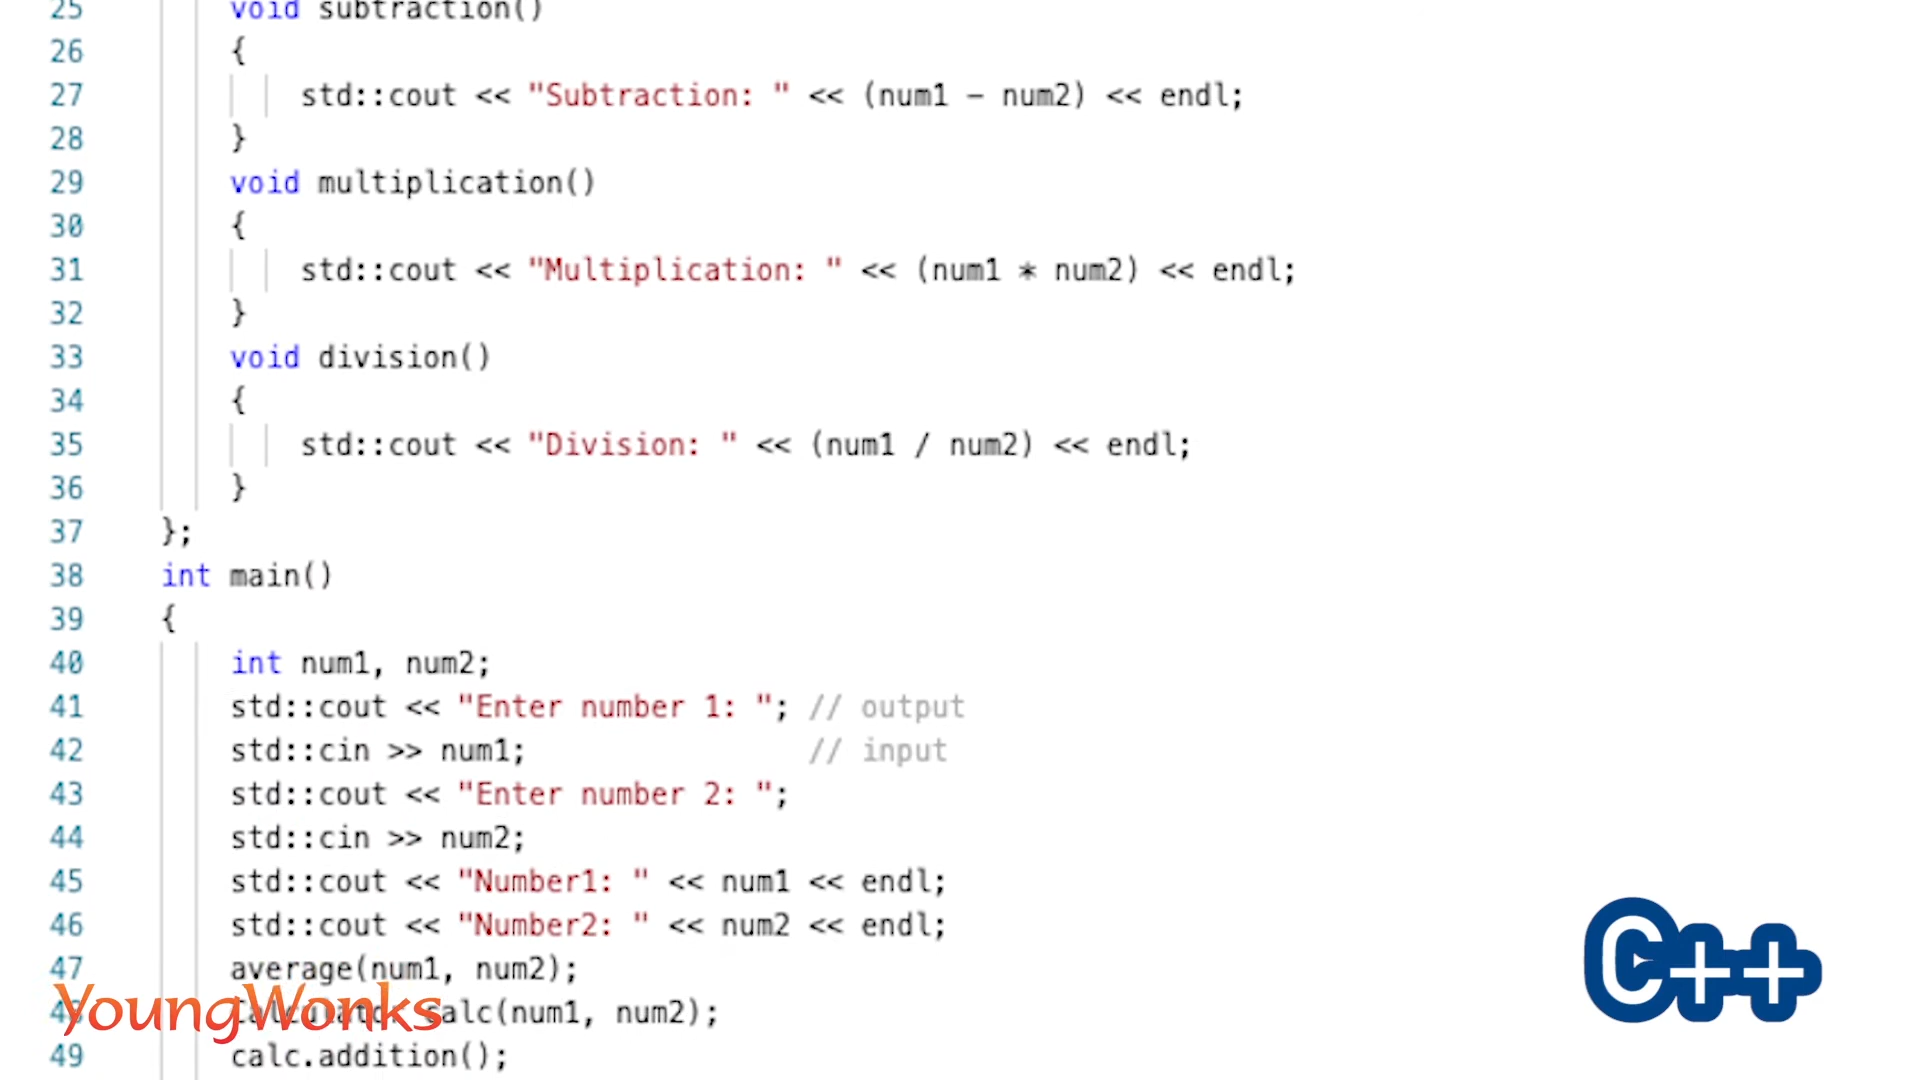 25 void subtraction()
26 {
27 std::cout << "Subtraction: " << (num1 - num2) << endl;
28 }
29 void multiplication()
30 {
31 std::cout << "Multiplication: " << (num1 * num2) << endl;
32 }
33 void division()
34 {
35 std::cout << "Division: " << (num1 / num2) << endl;
36 }
37 };
38 int main()
39 {
40 int num1, num2;
41 std::cout << "Enter number 1: "; // output
42 std::cin >> num1; // input
43 std::cout << "Enter number 2: ";
44 std::cin >> num2;
45 std::cout << "Number1: " << num1 << endl;
46 std::cout << "Number2: " << num2 << endl;
47 average(num1, num2);
48 Calculator calc(num1, num2);
49 calc.addition();
YoungWonks
C++